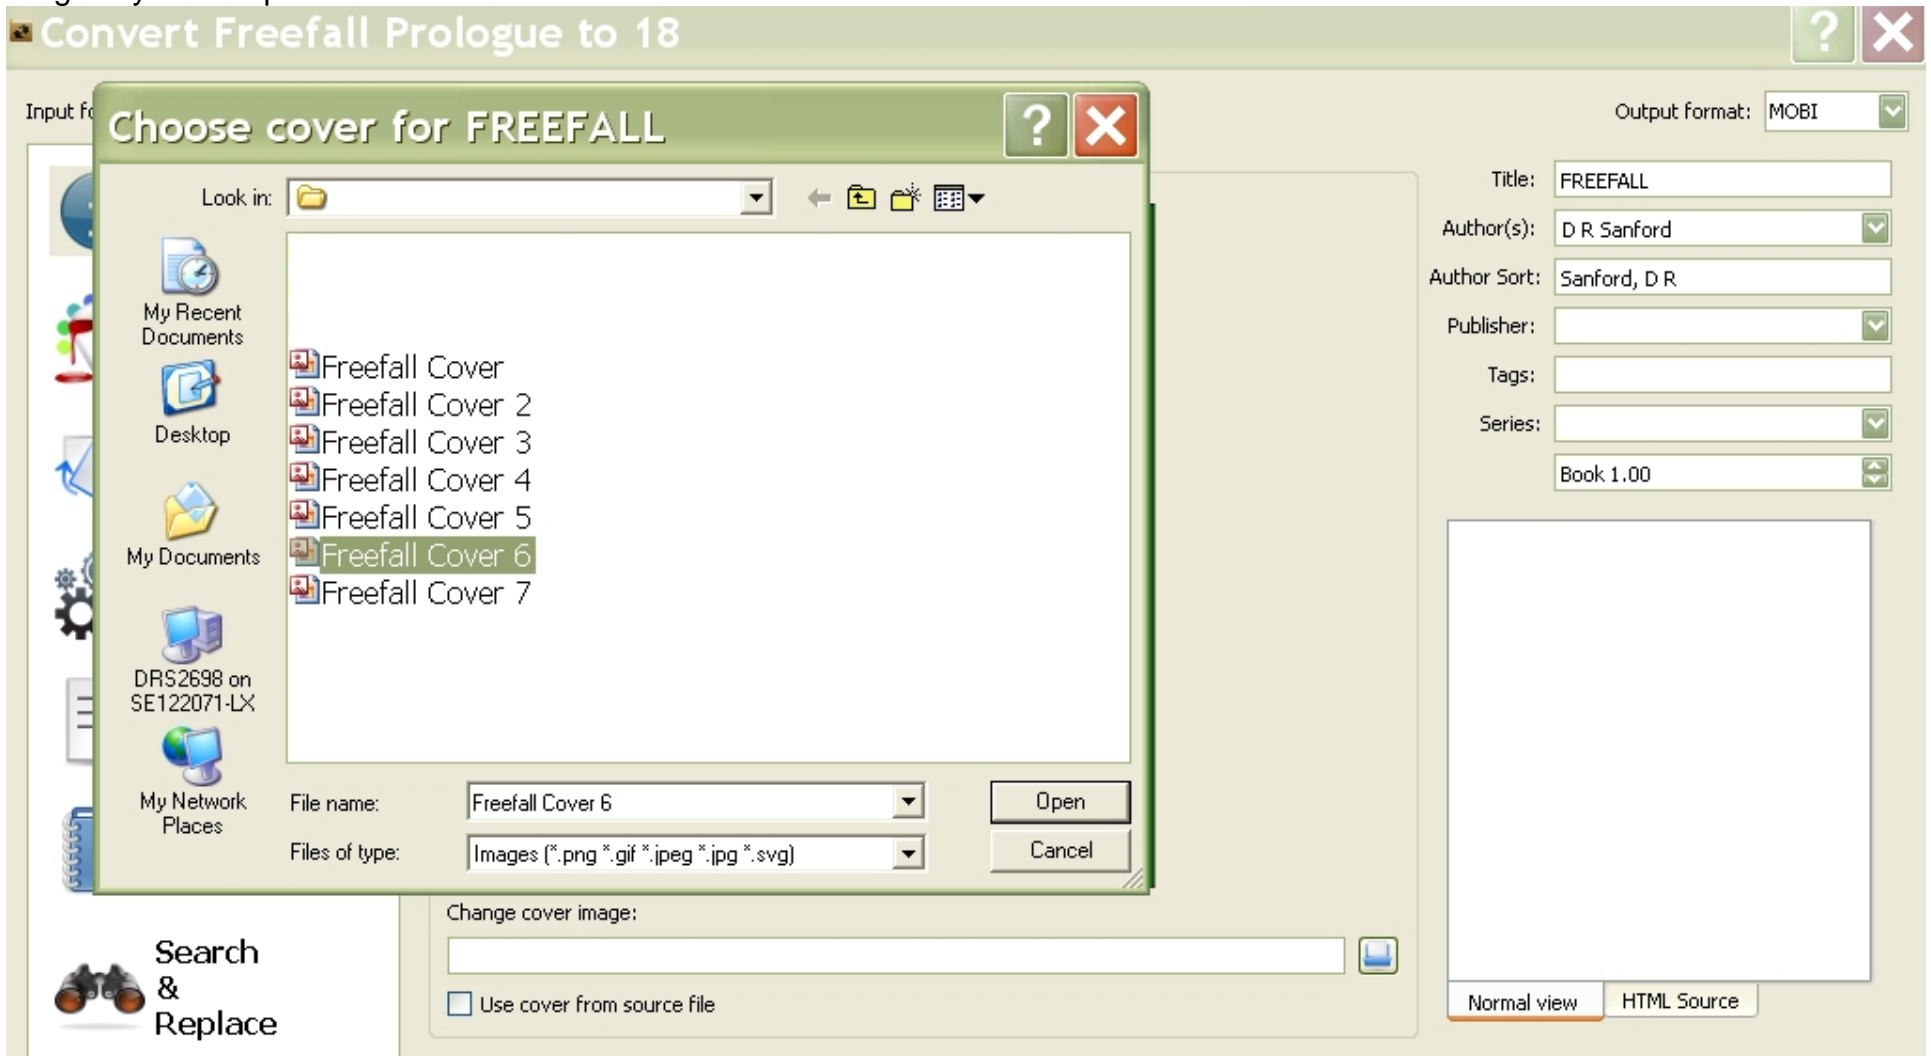 Convert Freefall Prologue to 18
Input fo
Output format: MOBI
Choose cover for FREEFALL
Look in:
My Recent
Documents
Desktop
My Documents
DRS2698 on
SE122071-LX
My Network
Places
Freefall Cover
Freefall Cover 2
Freefall Cover 3
Freefall Cover 4
Freefall Cover 5
Freefall Cover 6
Freefall Cover 7
File name: Freefall Cover 6
Open
Files of type: Images (*.png *.gif *.jpeg *.jpg *.svg)
Cancel
Title: FREEFALL
Author(s): D R Sanford
Author Sort: Sanford, D R
Publisher:
Tags:
Series:
Book 1.00
Change cover image:
Use cover from source file
Search
&
Replace
Normal view HTML Source